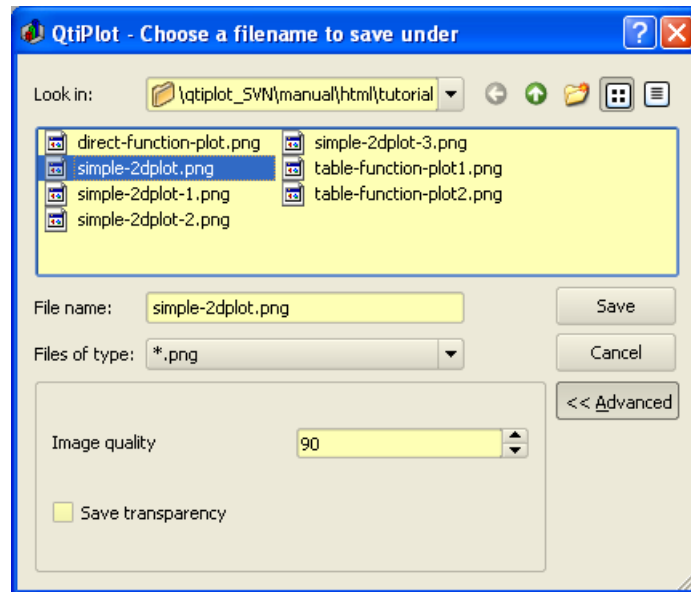 QtiPlot - Choose a filename to save under
Look in:
\qtiplot_SVN\manual\html\tutorial
direct-function-plot.png
simple-2dplot.png
simple-2dplot-1.png
simple-2dplot-2.png
simple-2dplot-3.png
table-function-plot1.png
table-function-plot2.png
File name: simple-2dplot.png
Save
Files of type: *.png
Cancel
<< Advanced
Image quality 90
Save transparency